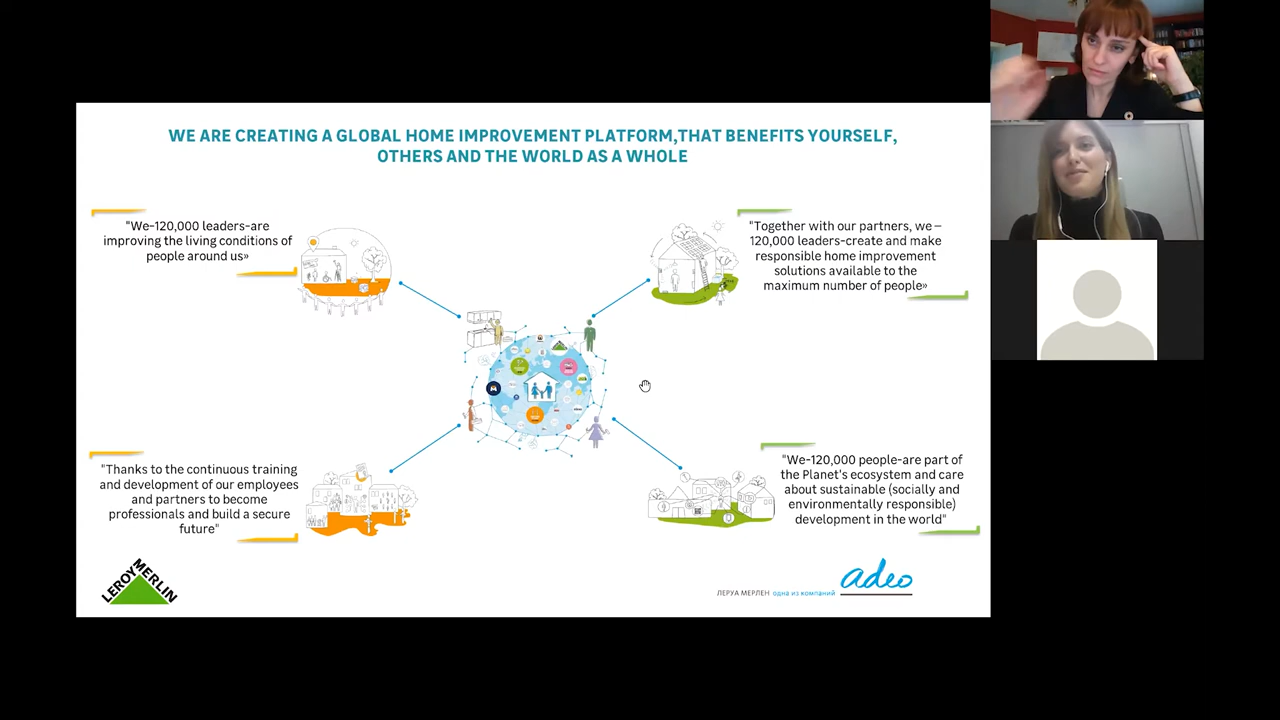 WE ARE CREATING A GLOBAL HOME IMPROVEMENT PLATFORM,THAT BENEFITS YOURSELF,
OTHERS AND THE WORLD AS A WHOLE
"We-120,000 leaders-are
improving the living conditions of
people around us»
"Together with our partners, we –
120,000 leaders-create and make
responsible home improvement
solutions available to the
maximum number of people»
"Thanks to the continuous training
and development of our employees
and partners to become
professionals and build a secure
future"
"We-120,000 people-are part of
the Planet's ecosystem and care
about sustainable (socially and
environmentally responsible)
development in the world"
LEROY MERLIN
ЛЕРУА МЕРЛЕН одна из компаний
adeo